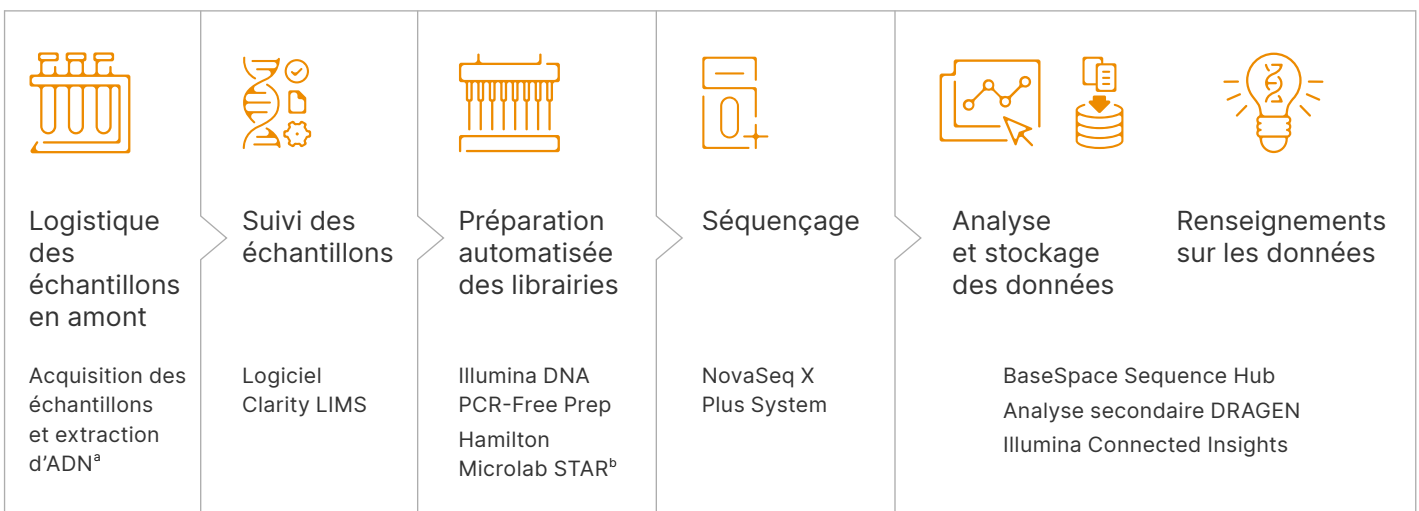 Logistique
des
échantillons
en amont
Acquisition des
échantillons
et extraction
d’ADNᵃ
Suivi des
échantillons
Logiciel
Clarity LIMS
Préparation
automatisée
des librairies
Illumina DNA
PCR-Free Prep
Hamilton
Microlab STARᵇ
Séquençage
NovaSeq X
Plus System
Analyse
et stockage
des données
Renseignements
sur les données
BaseSpace Sequence Hub
Analyse secondaire DRAGEN
Illumina Connected Insights